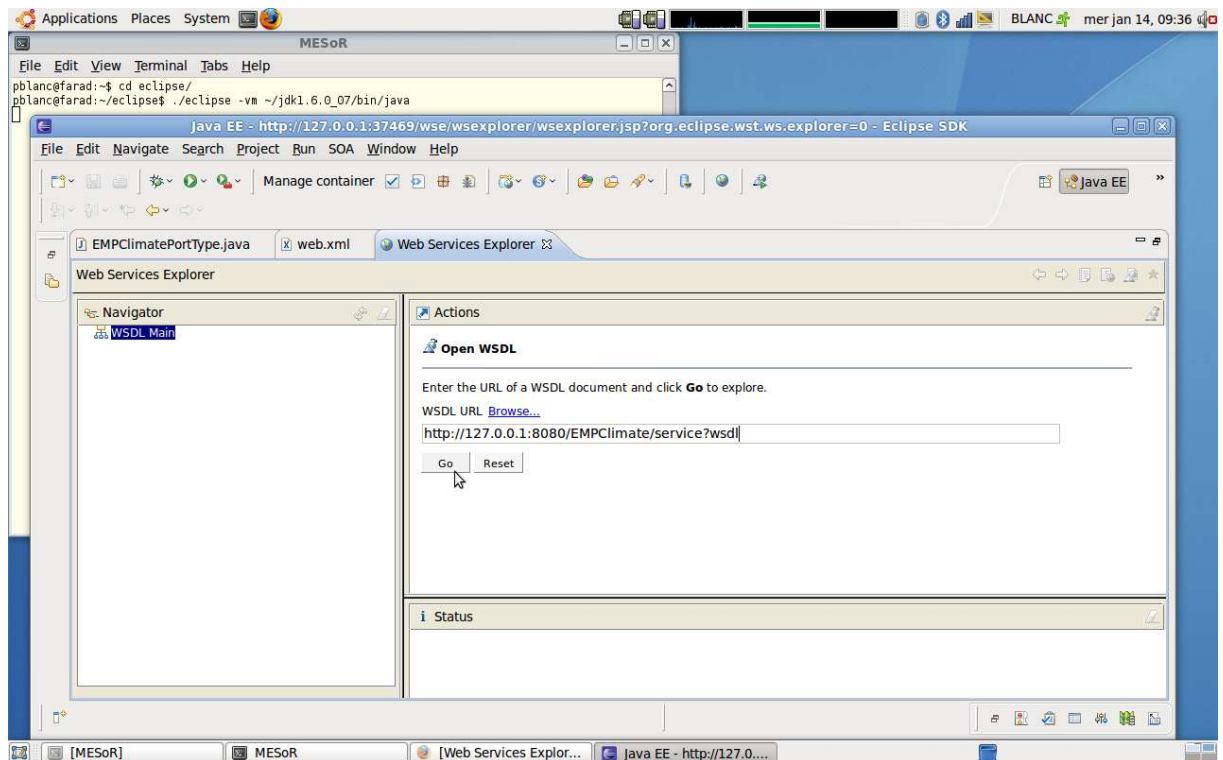 Applications Places System BLANC mer jan 14, 09:36
MESoR
File Edit View Terminal Tabs Help
pblanc@farad:~$ cd eclipse/
pblanc@farad:~/eclipse$ ./eclipse -vm ~/jdk1.6.0_07/bin/java
Java EE - http://127.0.0.1:37469/wse/wsexplorer/wsexplorer.jsp?org.eclipse.wst.ws.explorer=0 - Eclipse SDK
File Edit Navigate Search Project Run SOA Window Help
Manage container Java EE »
EMPClimatePortType.java web.xml Web Services Explorer
Web Services Explorer
Navigator
WSDL Main
Actions
Open WSDL
Enter the URL of a WSDL document and click Go to explore.
WSDL URL Browse...
http://127.0.0.1:8080/EMPClimate/service?wsdl
Go Reset
i Status
[MESoR] MESoR [Web Services Explor... Java EE - http://127.0....